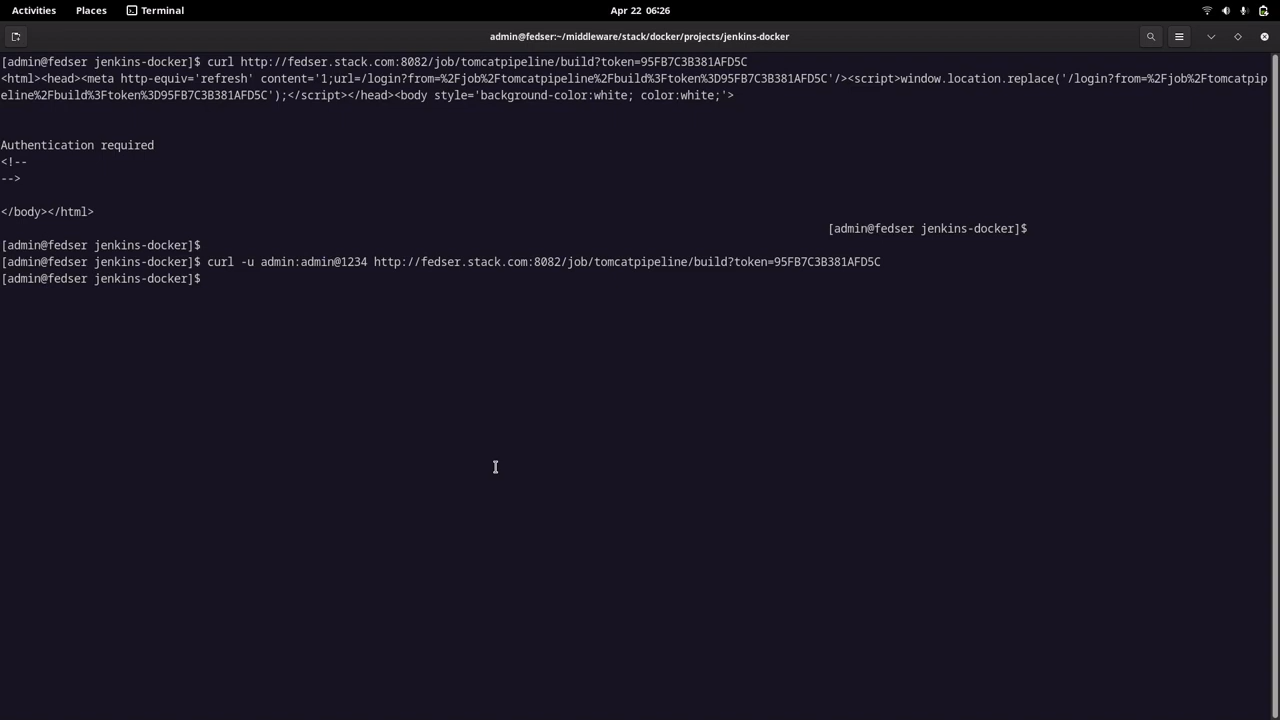 Activities Places Terminal Apr 22 06:26
admin@fedser:~/middleware/stack/docker/projects/jenkins-docker
[admin@fedser jenkins-docker]$ curl http://fedser.stack.com:8082/job/tomcatpipeline/build?token=95FB7C3B381AFD5C
<html><head><meta http-equiv='refresh' content='1;url=/login?from=%2Fjob%2Ftomcatpipeline%2Fbuild%3Ftoken%3D95FB7C3B381AFD5C'/><script>window.location.replace('/login?from=%2Fjob%2Ftomcatpip
eline%2Fbuild%3Ftoken%3D95FB7C3B381AFD5C');</script></head><body style='background-color:white; color:white;'>
Authentication required
<!--
-->
</body></html>
[admin@fedser jenkins-docker]$
[admin@fedser jenkins-docker]$
[admin@fedser jenkins-docker]$ curl -u admin:admin@1234 http://fedser.stack.com:8082/job/tomcatpipeline/build?token=95FB7C3B381AFD5C
[admin@fedser jenkins-docker]$